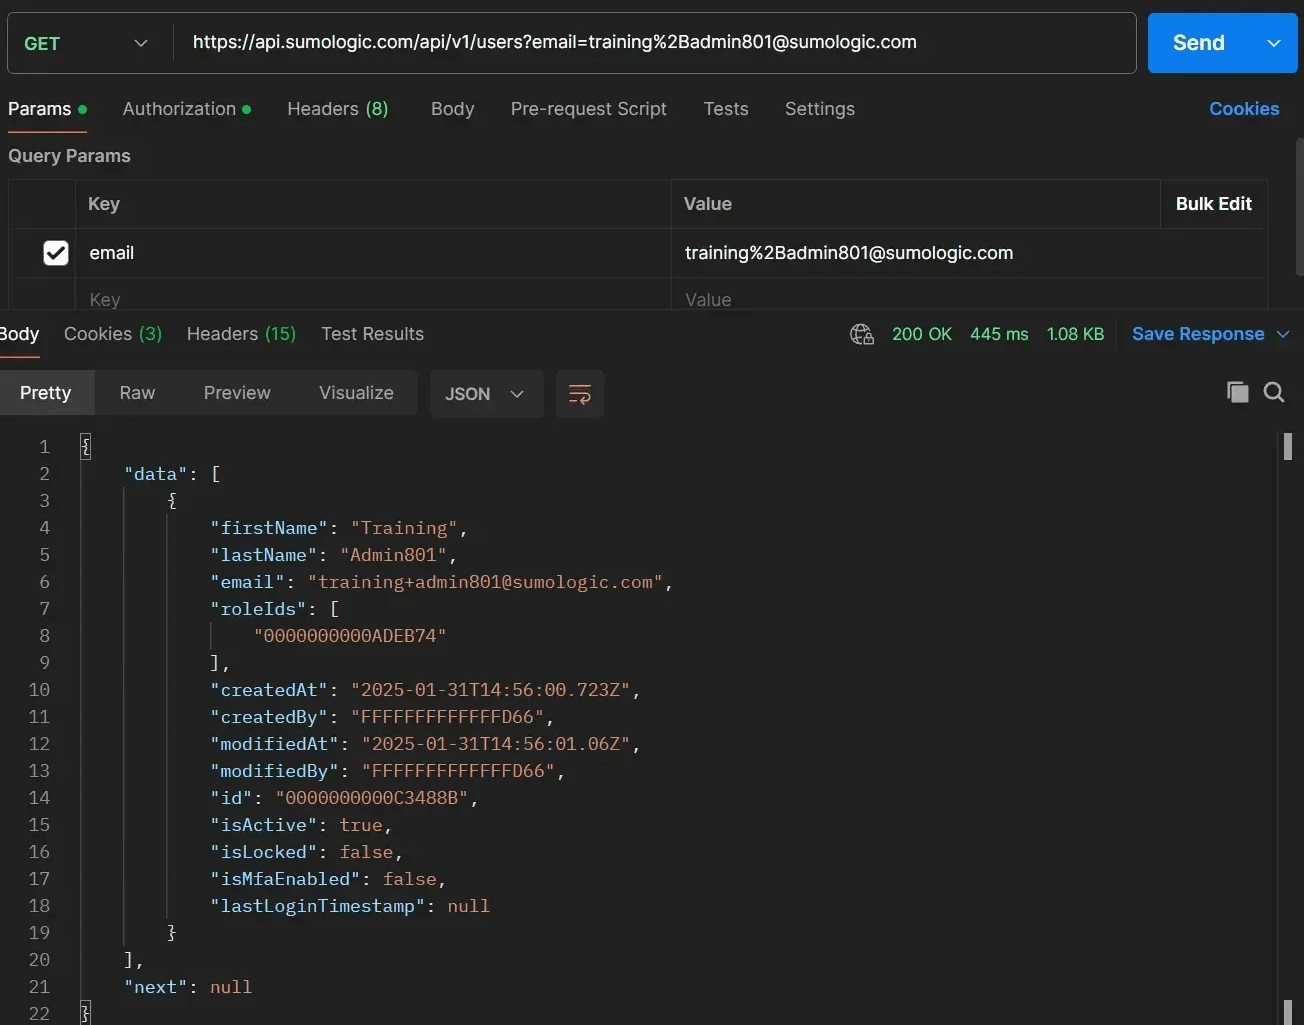 GET https://api.sumologic.com/api/v1/users?email=training%2Badmin801@sumologic.com Send
Params Authorization Headers (8) Body Pre-request Script Tests Settings Cookies
Query Params
Key Value Bulk Edit
email training%2Badmin801@sumologic.com
Key Value
Body Cookies (3) Headers (15) Test Results 200 OK 445 ms 1.08 KB Save Response
Pretty Raw Preview Visualize JSON
1 {
2 "data": [
3 {
4 "firstName": "Training",
5 "lastName": "Admin801",
6 "email": "training+admin801@sumologic.com",
7 "roleIds": [
8 "0000000000ADEB74"
9 ],
10 "createdAt": "2025-01-31T14:56:00.723Z",
11 "createdBy": "FFFFFFFFFFFFFD66",
12 "modifiedAt": "2025-01-31T14:56:01.06Z",
13 "modifiedBy": "FFFFFFFFFFFFFD66",
14 "id": "0000000000C3488B",
15 "isActive": true,
16 "isLocked": false,
17 "isMfaEnabled": false,
18 "lastLoginTimestamp": null
19 }
20 ],
21 "next": null
22 }